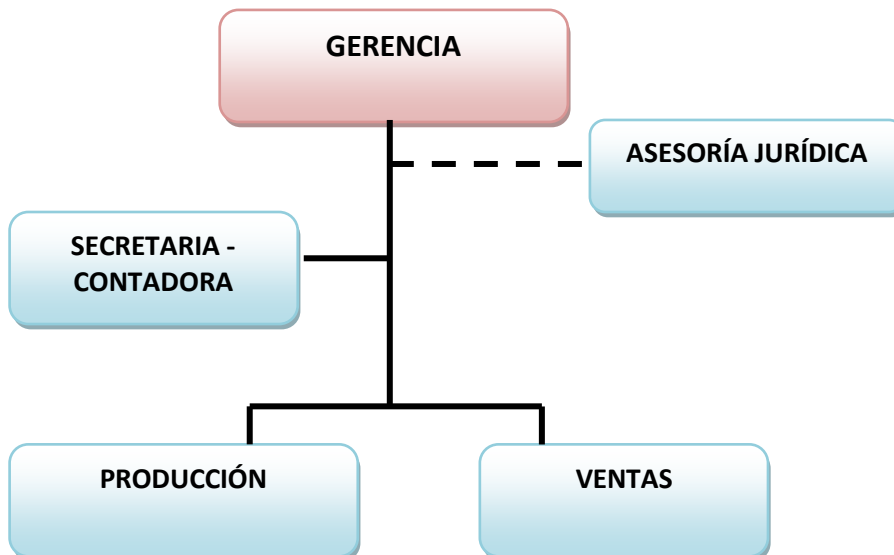 GERENCIA
ASESORÍA JURÍDICA
SECRETARIA -
CONTADORA
PRODUCCIÓN
VENTAS